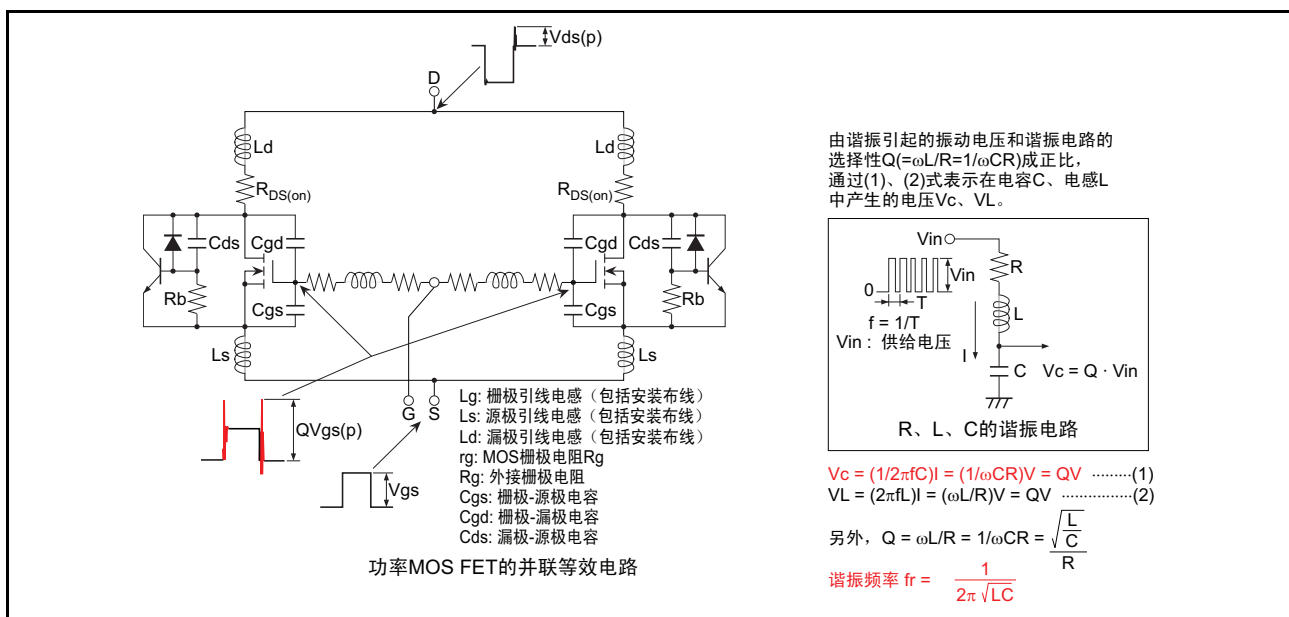 Vds(p)
D
Ld
Ld
RDS(on)
RDS(on)
Cds
Cgd
Cgd
Cds
Rb
Cgs
Cgs
Rb
Ls
Ls
G
S
QVgs(p)
Vgs
Lg: 栅极引线电感（包括安装布线）
Ls: 源极引线电感（包括安装布线）
Ld: 漏极引线电感（包括安装布线）
rg: MOS栅极电阻Rg
Rg: 外接栅极电阻
Cgs: 栅极-源极电容
Cgd: 栅极-漏极电容
Cds: 漏极-源极电容
功率MOS FET的并联等效电路
由谐振引起的振动电压和谐振电路的
选择性Q(=ωL/R=1/ωCR)成正比，
通过(1)、(2)式表示在电容C、电感L
中产生的电压Vc、VL。
Vin
R
Vin
0
T
L
f = 1/T
Vin : 供给电压
I
C
Vc = Q · Vin
R、L、C的谐振电路
Vc = (1/2πfC)I = (1/ωCR)V = QV ·········(1)
VL = (2πfL)I = (ωL/R)V = QV ················(2)
另外，Q = ωL/R = 1/ωCR = √(L/C)/R
谐振频率 fr = 1/2π√LC